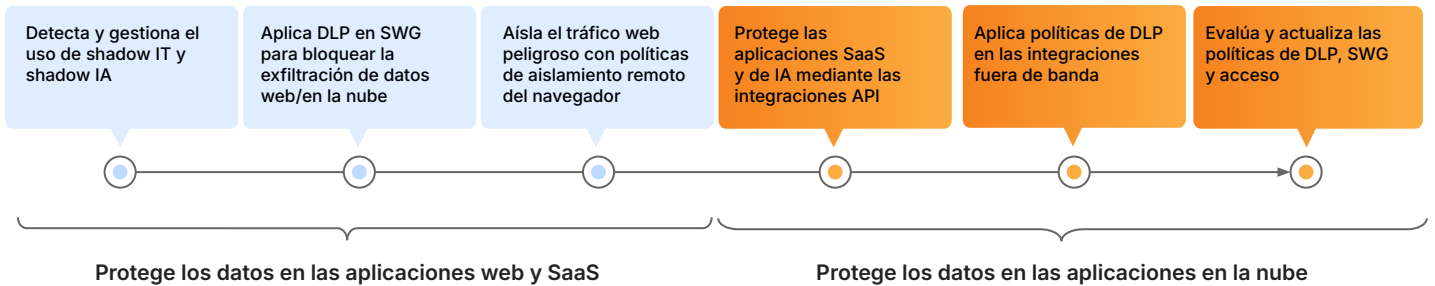 Detecta y gestiona el
uso de shadow IT y
shadow IA
Aplica DLP en SWG
para bloquear la
exfiltración de datos
web/en la nube
Aísla el tráfico web
peligroso con políticas
de aislamiento remoto
del navegador
Protege las
aplicaciones SaaS
y de IA mediante las
integraciones API
Aplica políticas de DLP
en las integraciones
fuera de banda
Evalúa y actualiza las
políticas de DLP, SWG
y acceso
Protege los datos en las aplicaciones web y SaaS
Protege los datos en las aplicaciones en la nube